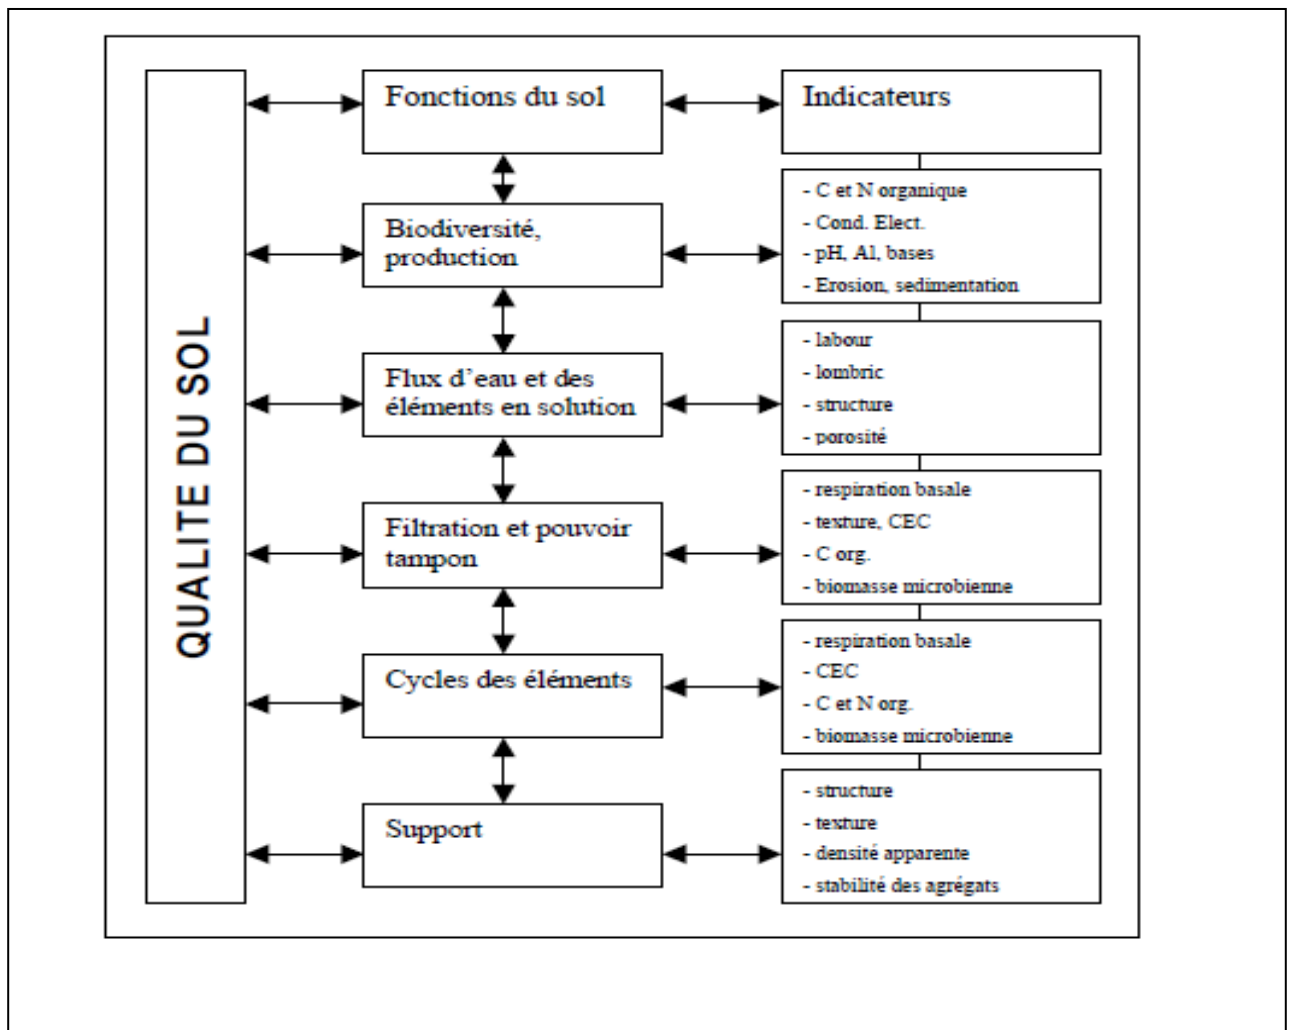 QUALITE DU SOL
Fonctions du sol
Indicateurs
Biodiversité,
production
- C et N organique
- Cond. Elect.
- pH, Al, bases
- Erosion, sedimentation
Flux d'eau et des
éléments en solution
- labour
- lombric
- structure
- porosité
Filtration et pouvoir
tampon
- respiration basale
- texture, CEC
- C org.
- biomasse microbienne
Cycles des éléments
- respiration basale
- CEC
- C et N org.
- biomasse microbienne
Support
- structure
- texture
- densité apparente
- stabilité des agrégats